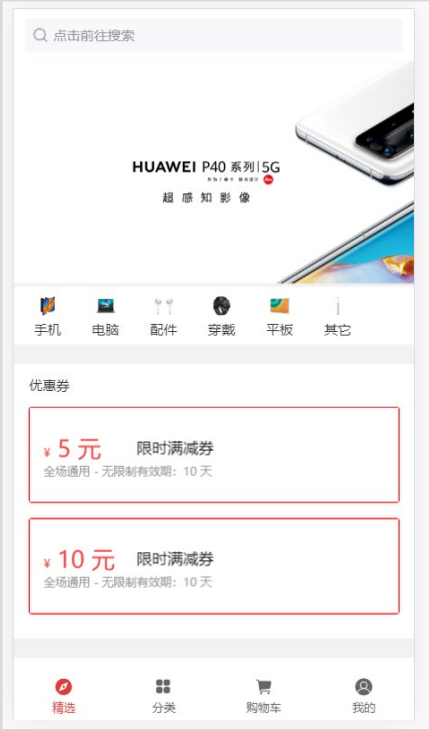 点击前往搜索
HUAWEI P40 系列|5G
超感知影像
手机 电脑 配件 穿戴 平板 其它
优惠券
¥ 5 元 限时满减券
全场通用 - 无限制有效期：10 天
¥ 10 元 限时满减券
全场通用 - 无限制有效期：10 天
精选 分类 购物车 我的